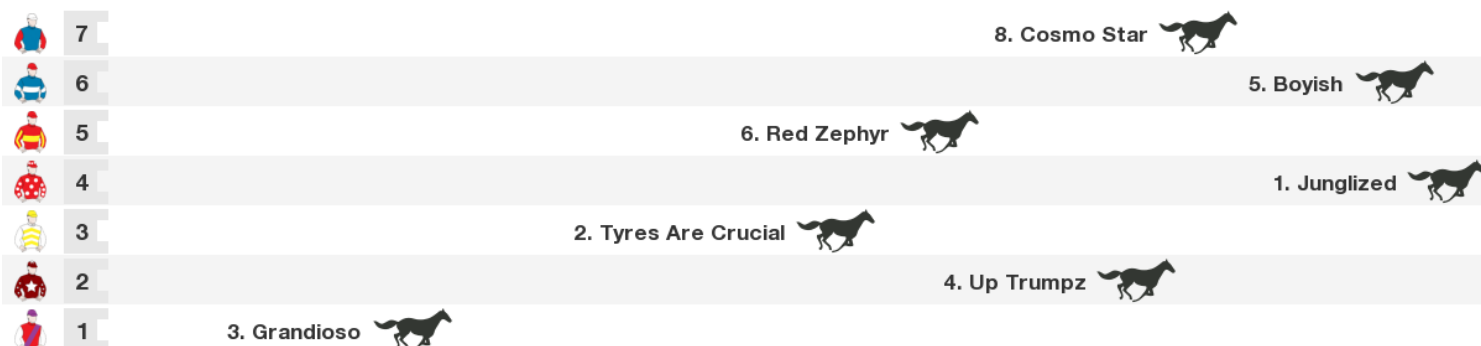 7 8. Cosmo Star
6 5. Boyish
5 6. Red Zephyr
4 1. Junglized
3 2. Tyres Are Crucial
2 4. Up Trumpz
1 3. Grandioso